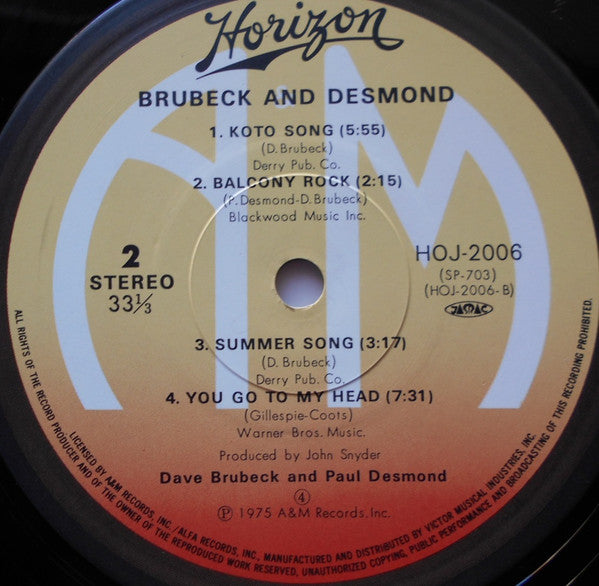 Horizon
BRUBECK AND DESMOND
1. KOTO SONG (5:55)
(D. Brubeck)
Derry Pub. Co.
2. BALCONY ROCK (2:15)
(P. Desmond-D. Brubeck)
Blackwood Music Inc.
2
STEREO
33⅓
HOJ-2006
(SP-703)
(HOJ-2006-B)
JASRAC
3. SUMMER SONG (3:17)
(D. Brubeck)
Derry Pub. Co.
4. YOU GO TO MY HEAD (7:31)
(Gillespie-Coots)
Warner Bros. Music.
Produced by John Snyder
Dave Brubeck and Paul Desmond
④
Ⓟ 1975 A&M Records, Inc.
ALL RIGHTS OF THE RECORD PRODUCER AND OF THE OWNER OF THE REPRODUCED WORK RESERVED, UNAUTHORIZED COPYING, PUBLIC PERFORMANCE AND BROADCASTING OF THIS RECORDING PROHIBITED.
LICENSED BY A&M RECORDS, INC./ALFA RECORDS, INC., MANUFACTURED AND DISTRIBUTED BY VICTOR MUSICAL INDUSTRIES, INC.
A&M